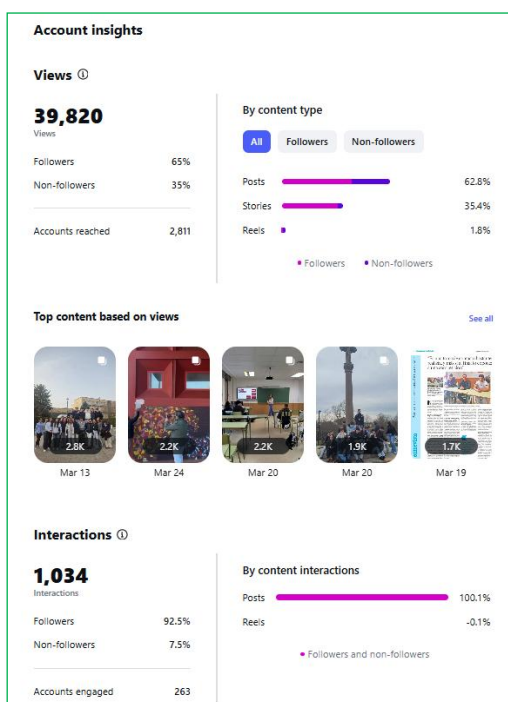 Account insights
Views
39,820
Views
Followers 65%
Non-followers 35%
Accounts reached 2,811
By content type
All Followers Non-followers
Posts 62.8%
Stories 35.4%
Reels 1.8%
Followers Non-followers
Top content based on views
See all
2.8K
2.2K
2.2K
1.9K
1.7K
Mar 13
Mar 24
Mar 20
Mar 20
Mar 19
Interactions
1,034
Interactions
Followers 92.5%
Non-followers 7.5%
Accounts engaged 263
By content interactions
Posts 100.1%
Reels -0.1%
Followers and non-followers